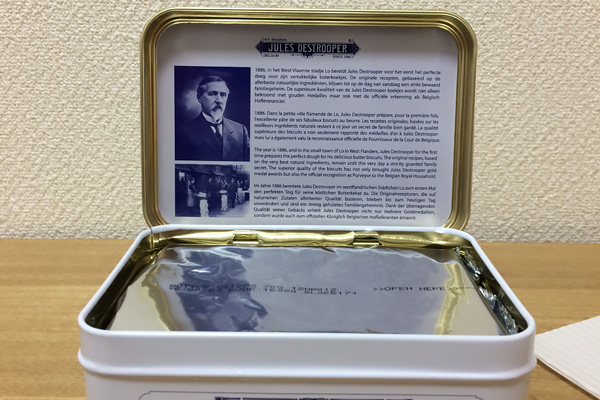 JULES DESTROOPER
BELGIUM SINCE 1886
1886, in het West-Vlaamse stadje Lo bereidt Jules Destrooper voor het eerst het perfecte
deeg voor zijn verrukkelijke boterkoekjes. De originele recepten, gebaseerd op de
allerbeste natuurlijke ingrediënten, blijven tot op de dag van vandaag een strikt bewaard
familiegeheim. De superieure kwaliteit van de Jules Destrooper koekjes wordt niet alleen
bekroond met gouden medailles maar ook met de officiële erkenning als Belgisch
Hofleverancier.
1886. Dans la petite ville flamande de Lo, Jules Destrooper prépare, pour la première fois,
l'excellente pâte de ses fabuleux biscuits au beurre. Les recettes originales, basées sur les
meilleurs ingrédients naturels restent à ce jour un secret de famille bien gardé. La qualité
supérieure des biscuits a non seulement rapporté des médailles d'or à Jules Destrooper
mais lui a également valu la reconnaissance officielle de Fournisseur de la Cour de Belgique.
The year is 1886, and in the small town of Lo in West Flanders, Jules Destrooper for the first
time prepares the perfect dough for his delicious butter biscuits. The original recipes, based
on the very best natural ingredients, remain until this very day a strictly guarded family
secret. The superior quality of the biscuits has not only brought Jules Destrooper gold
medal awards but also the official recognition as Purveyor to the Belgian Royal Household.
Im Jahre 1886 bereitete Jules Destrooper im westflandrischen Städtchen Lo zum ersten Mal
den perfekten Teig für seine köstlichen Butterkekse zu. Die Originalrezepturen, die auf
naturreinen Zutaten allerbester Qualität basieren, blieben bis zum heutigen Tag
unverändert und sind ein streng gehütetes Familiengeheimnis. Dank der überragenden
Qualität seines Gebäcks erhielt Jules Destrooper nicht nur mehrere Goldmedaillen,
sondern wurde auch zum offiziellen Königlich Belgischen Hoflieferanten ernannt.
>>OPEN HERE>>